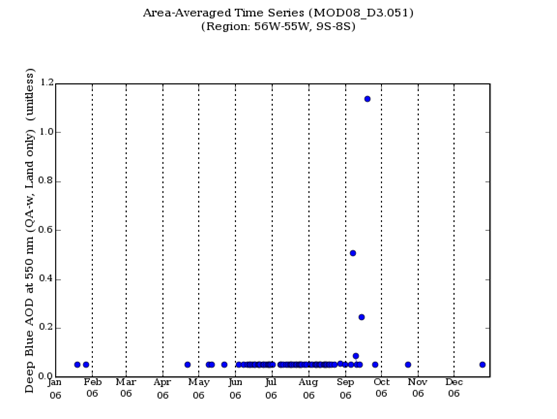 Area-Averaged Time Series (MOD08_D3.051)
(Region: 56W-55W, 9S-8S)
Deep Blue AOD at 550 nm (QA-w, Land only) (unitless)
1.2
1.0
0.8
0.6
0.4
0.2
0.0
Jan Feb Mar Apr May Jun Jul Aug Sep Oct Nov Dec
06 06 06 06 06 06 06 06 06 06 06 06